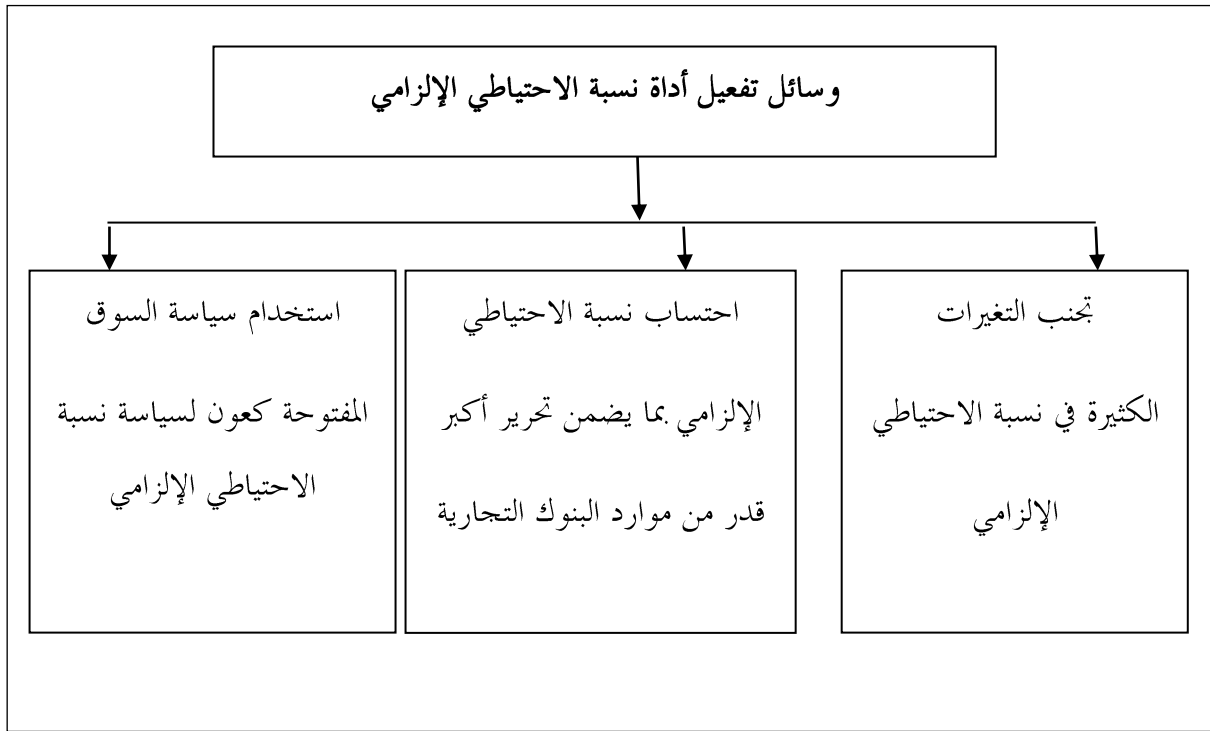 وسائل تفعيل أداة نسبة الاحتياطي الإلزامي
تجنب التغيرات
الكثيرة في نسبة الاحتياطي
الإلزامي
احتساب نسبة الاحتياطي
الإلزامي بما يضمن تحرير أكبر
قدر من موارد البنوك التجارية
استخدام سياسة السوق
المفتوحة كعون لسياسة نسبة
الاحتياطي الإلزامي